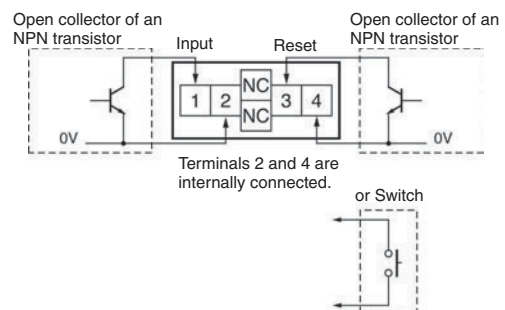 Open collector of an
NPN transistor
Open collector of an
NPN transistor
Input
Reset
NC
1 2 3 4
NC
0V
0V
Terminals 2 and 4 are
internally connected.
or Switch